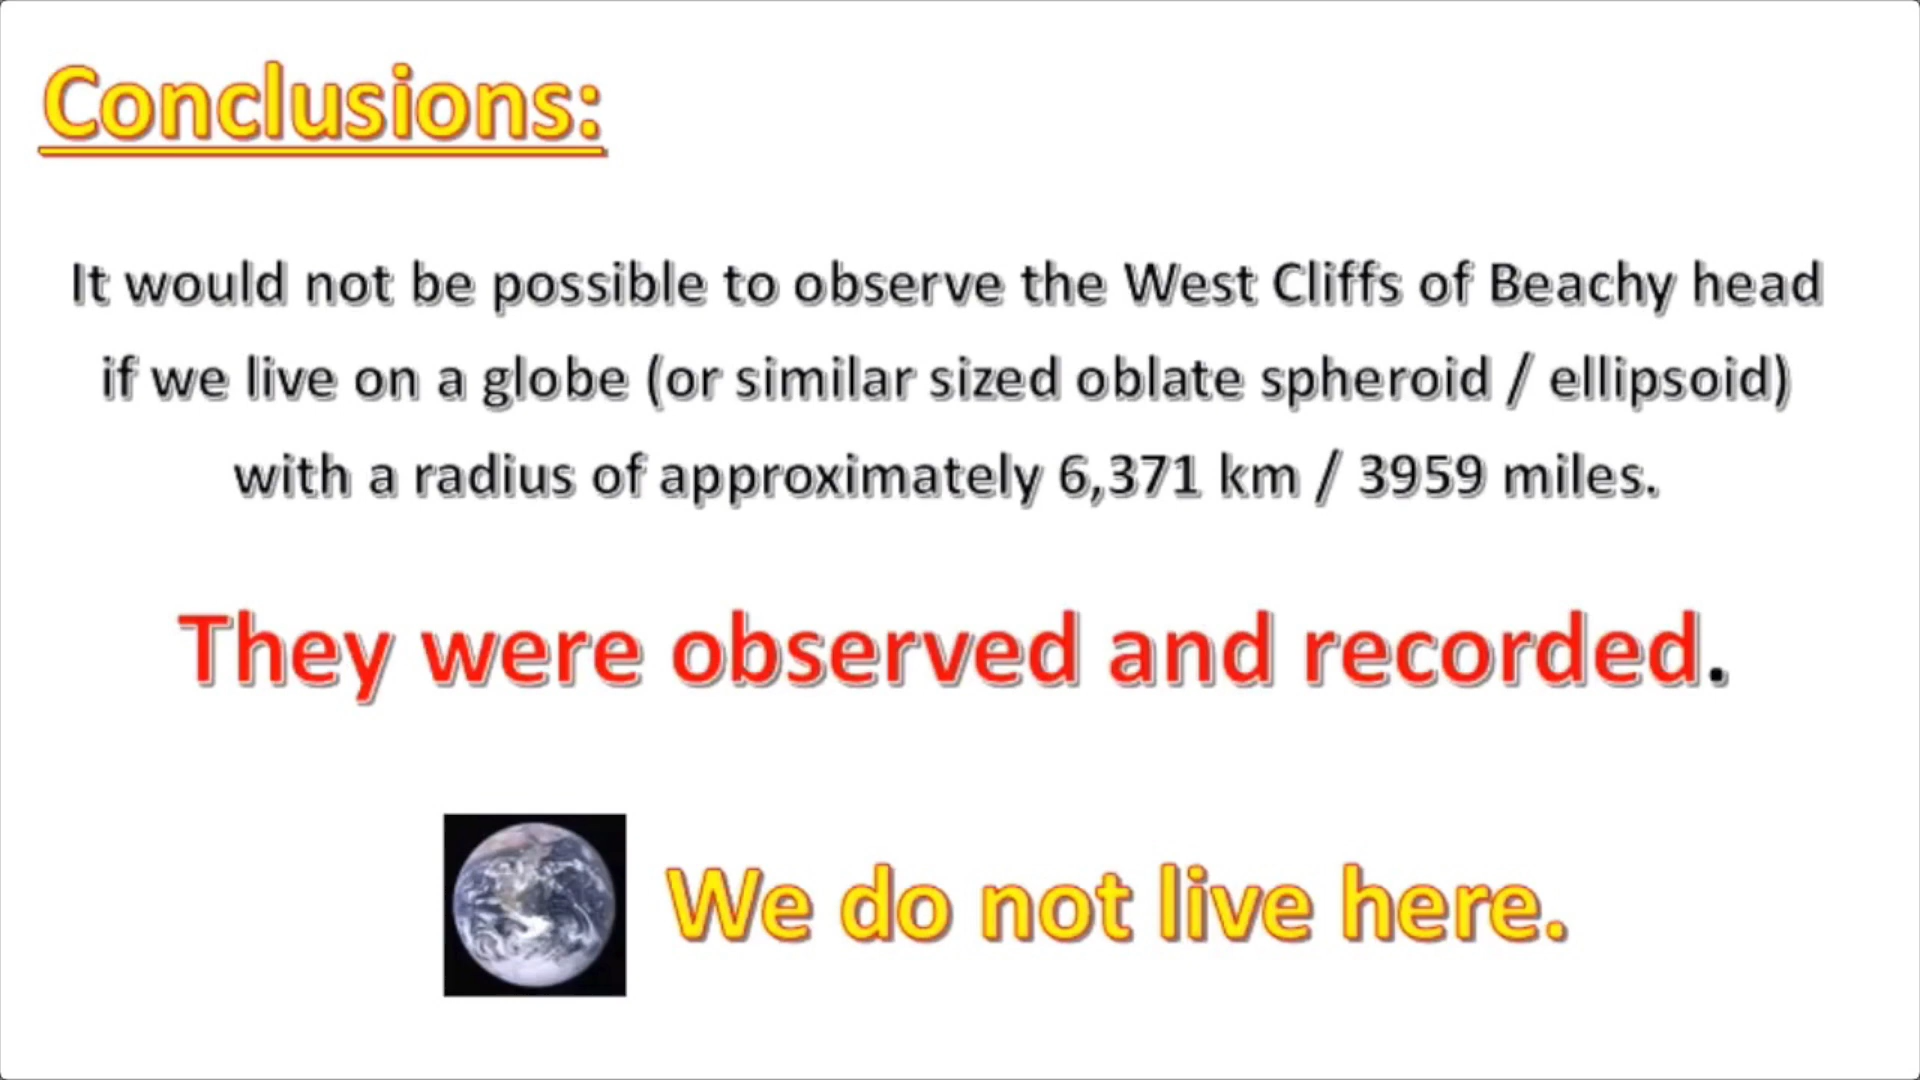 Conclusions:
It would not be possible to observe the West Cliffs of Beachy head
if we live on a globe (or similar sized oblate spheroid / ellipsoid)
with a radius of approximately 6,371 km / 3959 miles.
They were observed and recorded.
We do not live here.